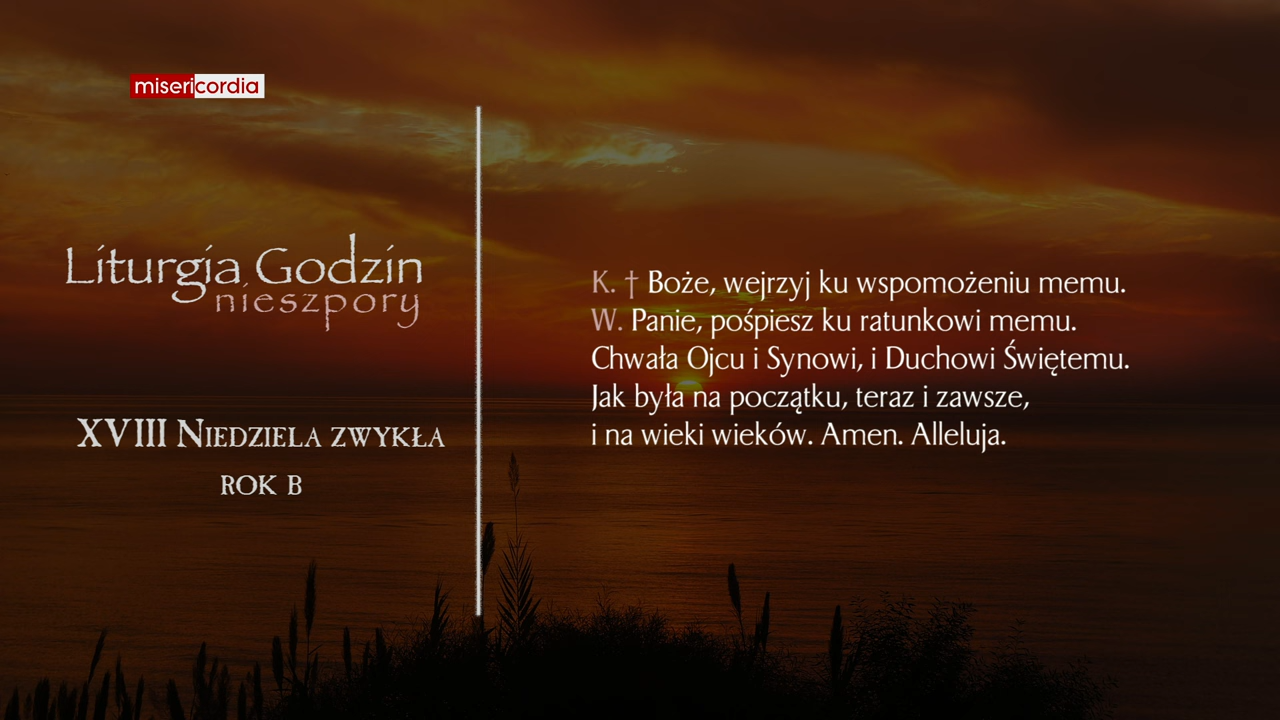 misericordia
Liturgia Godzin
nieszpory
XVIII Niedziela zwykła
rok B
K. † Boże, wejrzyj ku wspomożeniu memu.
W. Panie, pośpiesz ku ratunkowi memu.
Chwała Ojcu i Synowi, i Duchowi Świętemu.
Jak była na początku, teraz i zawsze,
i na wieki wieków. Amen. Alleluja.